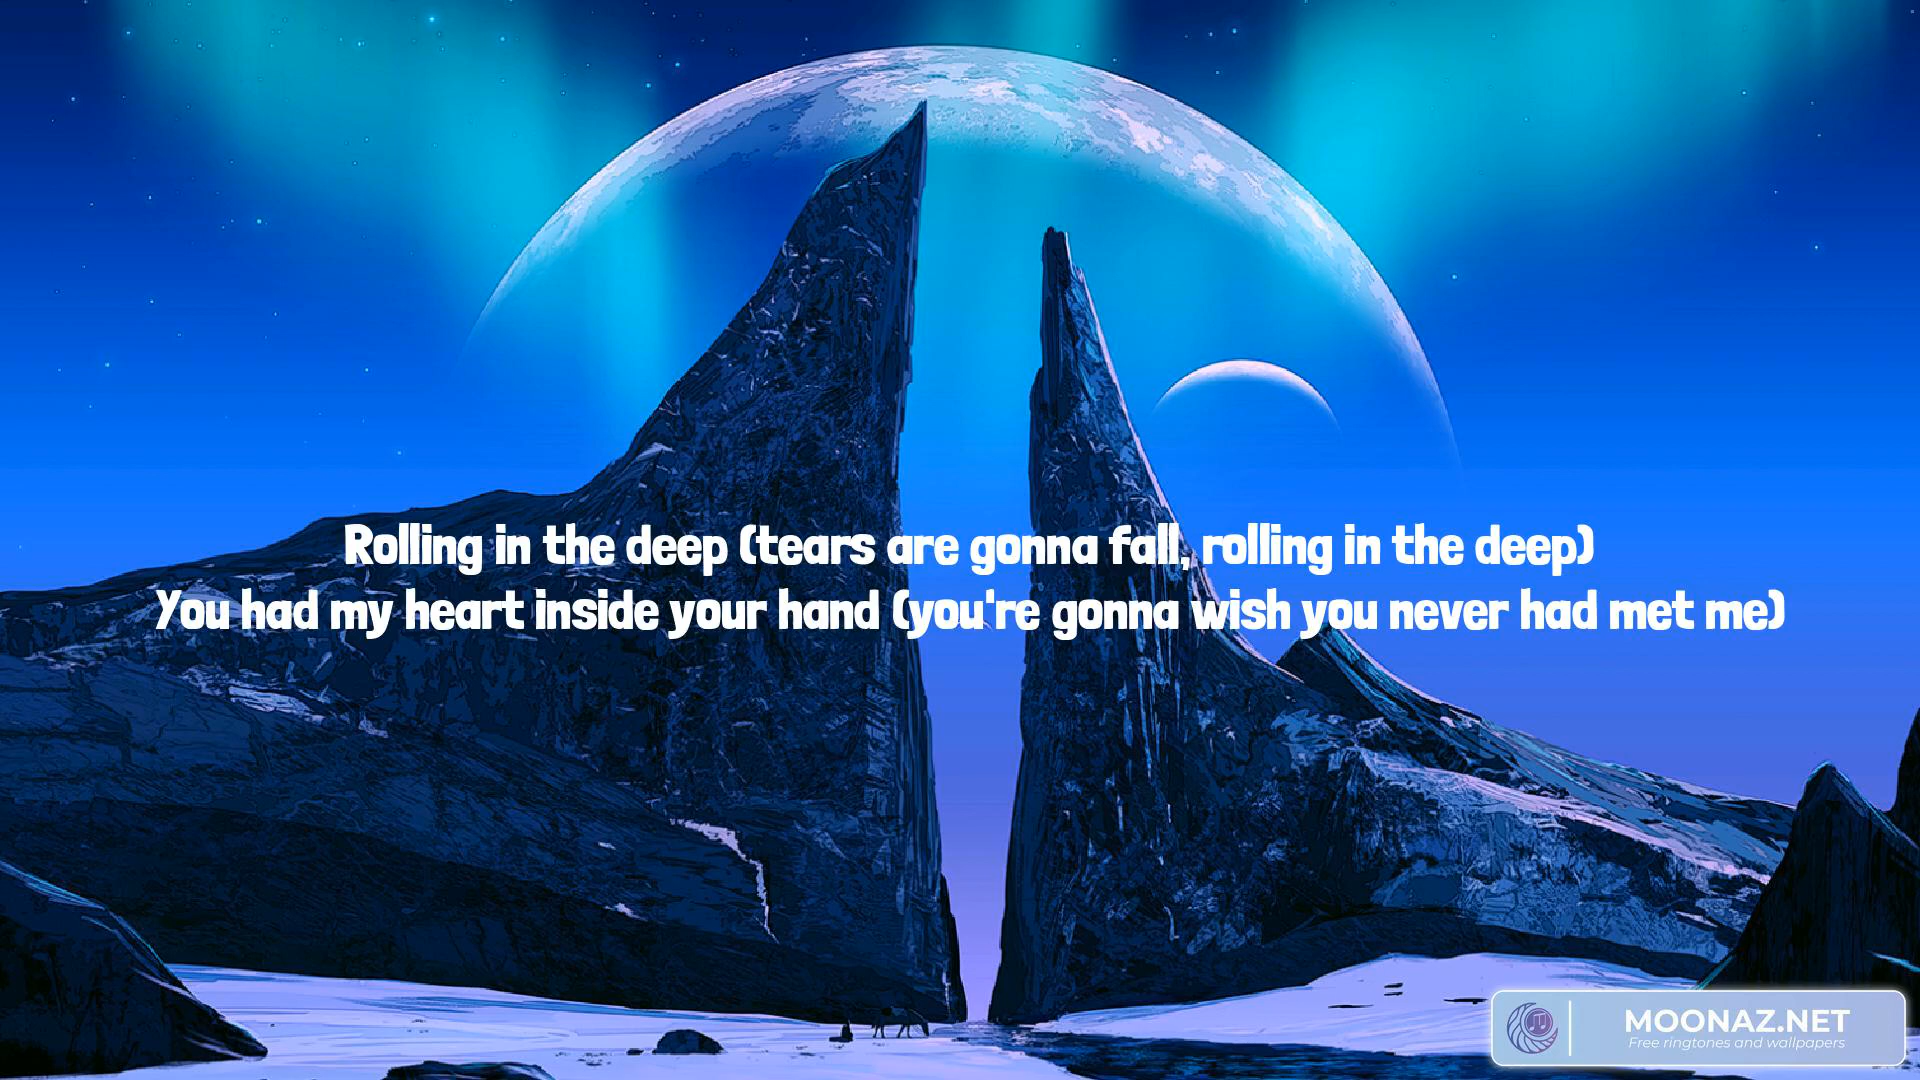 Rolling in the deep (tears are gonna fall, rolling in the deep)
You had my heart inside your hand (you're gonna wish you never had met me)
MOONAZ.NET
Free ringtones and wallpapers